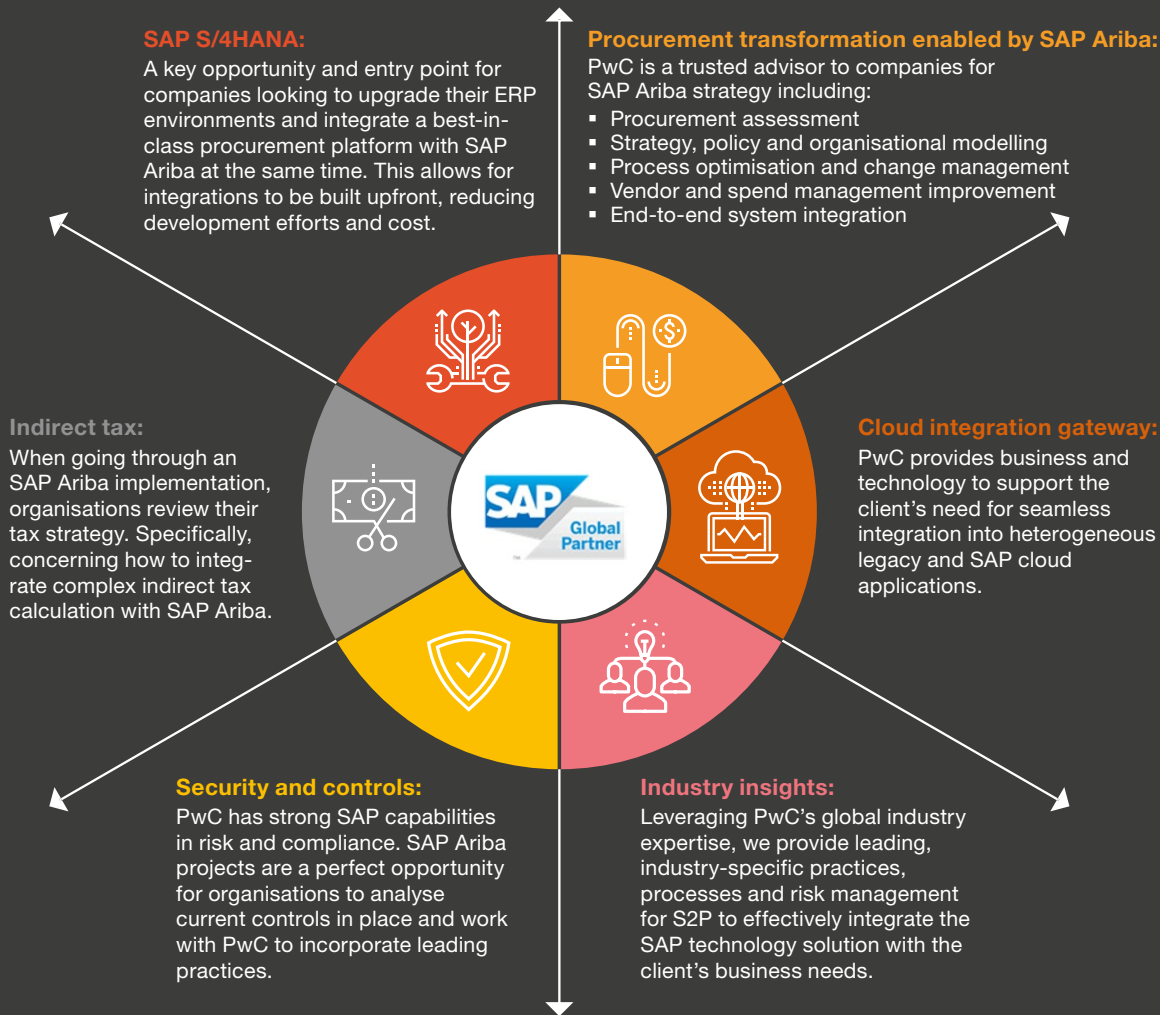 SAP S/4HANA:
A key opportunity and entry point for
companies looking to upgrade their ERP
environments and integrate a best-in-
class procurement platform with SAP
Ariba at the same time. This allows for
integrations to be built upfront, reducing
development efforts and cost.
Procurement transformation enabled by SAP Ariba:
PwC is a trusted advisor to companies for
SAP Ariba strategy including:
▪ Procurement assessment
▪ Strategy, policy and organisational modelling
▪ Process optimisation and change management
▪ Vendor and spend management improvement
▪ End-to-end system integration
Indirect tax:
When going through an
SAP Ariba implementation,
organisations review their
tax strategy. Specifically,
concerning how to integ-
rate complex indirect tax
calculation with SAP Ariba.
$
SAP
Global
Partner
Cloud integration gateway:
PwC provides business and
technology to support the
client's need for seamless
integration into heterogeneous
legacy and SAP cloud
applications.
Security and controls:
PwC has strong SAP capabilities
in risk and compliance. SAP Ariba
projects are a perfect opportunity
for organisations to analyse
current controls in place and work
with PwC to incorporate leading
practices.
Industry insights:
Leveraging PwC's global industry
expertise, we provide leading,
industry-specific practices,
processes and risk management
for S2P to effectively integrate the
SAP technology solution with the
client's business needs.